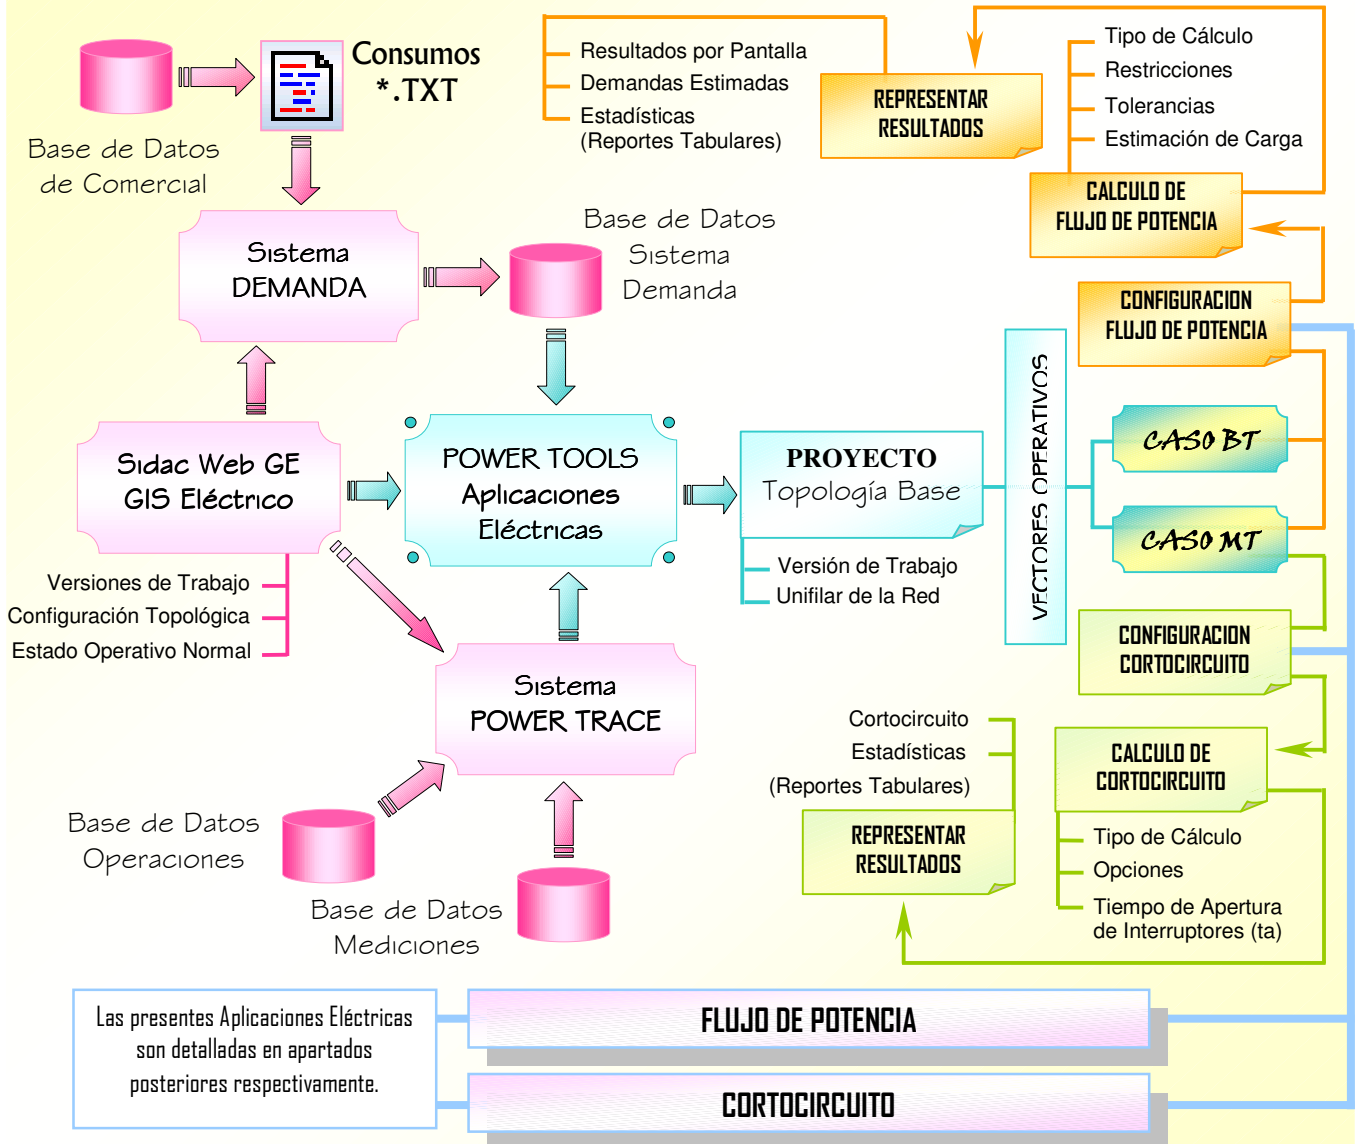 Consumos
*.TXT
Base de Datos
de Comercial
Sistema
DEMANDA
Base de Datos
Sistema
Demanda
Sidac Web GE
GIS Eléctrico
Versiones de Trabajo
Configuración Topológica
Estado Operativo Normal
POWER TOOLS
Aplicaciones
Eléctricas
Sistema
POWER TRACE
Base de Datos
Operaciones
Base de Datos
Mediciones
PROYECTO
Topología Base
Versión de Trabajo
Unifilar de la Red
VECTORES OPERATIVOS
CASO BT
CASO MT
CONFIGURACION
FLUJO DE POTENCIA
CALCULO DE
FLUJO DE POTENCIA
Tipo de Cálculo
Restricciones
Tolerancias
Estimación de Carga
REPRESENTAR
RESULTADOS
Resultados por Pantalla
Demandas Estimadas
Estadísticas
(Reportes Tabulares)
CONFIGURACION
CORTOCIRCUITO
CALCULO DE
CORTOCIRCUITO
Tipo de Cálculo
Opciones
Tiempo de Apertura
de Interruptores (ta)
Cortocircuito
Estadísticas
(Reportes Tabulares)
REPRESENTAR
RESULTADOS
Las presentes Aplicaciones Eléctricas
son detalladas en apartados
posteriores respectivamente.
FLUJO DE POTENCIA
CORTOCIRCUITO